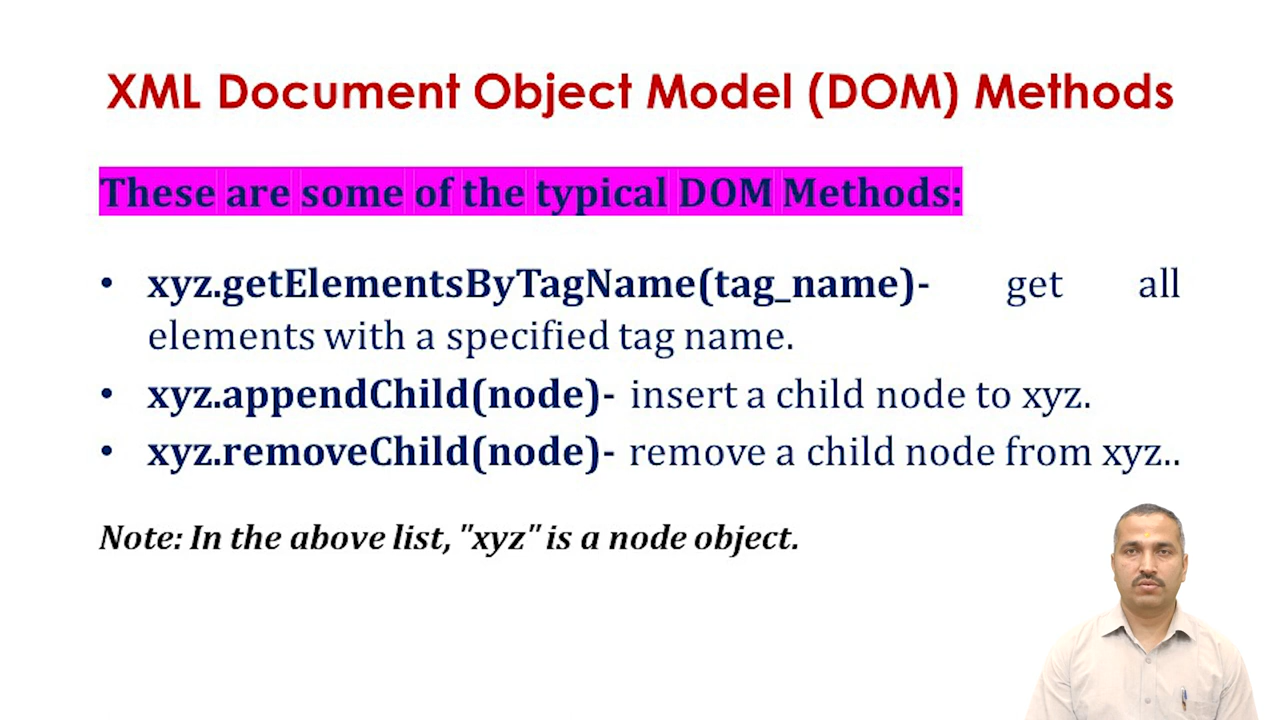 XML Document Object Model (DOM) Methods
These are some of the typical DOM Methods:
• xyz.getElementsByTagName(tag_name)- get all
elements with a specified tag name.
• xyz.appendChild(node)- insert a child node to xyz.
• xyz.removeChild(node)- remove a child node from xyz..
Note: In the above list, "xyz" is a node object.